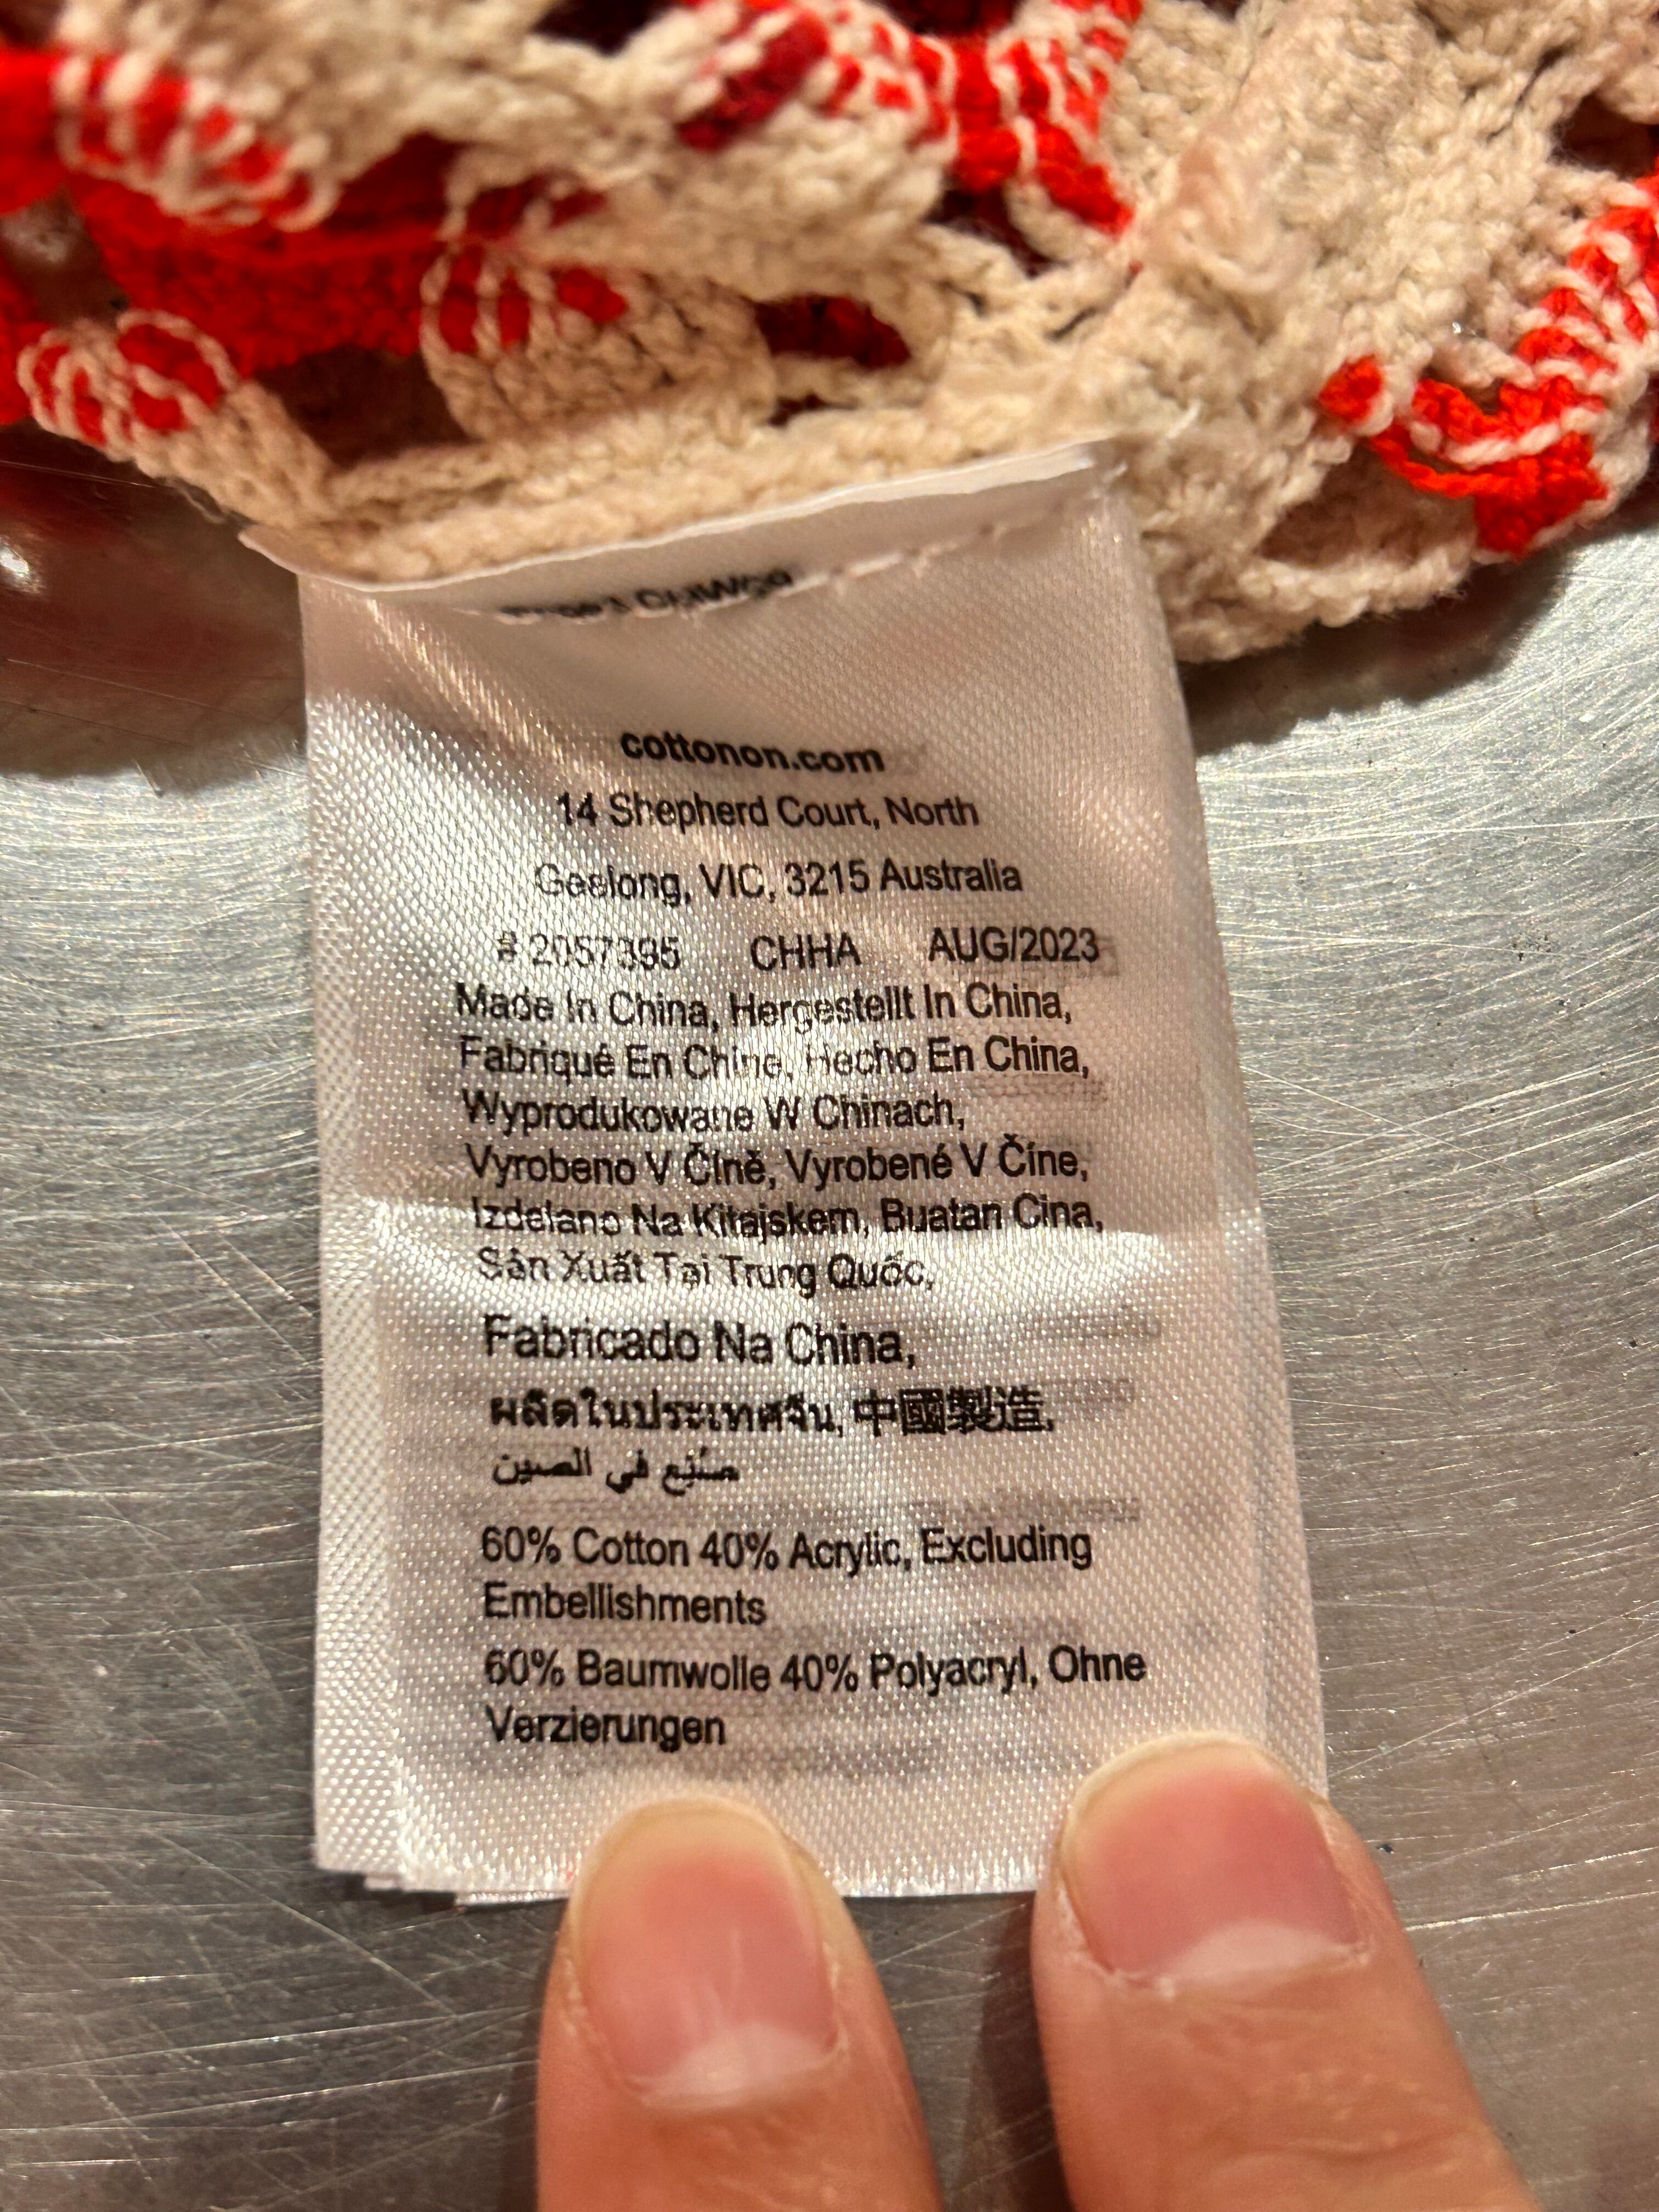 cottonon.com
14 Shepherd Court, North
Geelong, VIC, 3215 Australia
# 2057395 CHHA AUG/2023
Made In China, Hergestellt In China,
Fabriqué En Chine, Hecho En China,
Wyprodukowane W Chinach,
Vyrobeno V Číně, Vyrobené V Číne,
Izdelano Na Kitajskem, Buatan Cina,
Sản Xuất Tại Trung Quốc,
Fabricado Na China,
ผลิตในประเทศจีน, 中國製造,
صُنِع في الصين
60% Cotton 40% Acrylic, Excluding
Embellishments
60% Baumwolle 40% Polyacryl, Ohne
Verzierungen